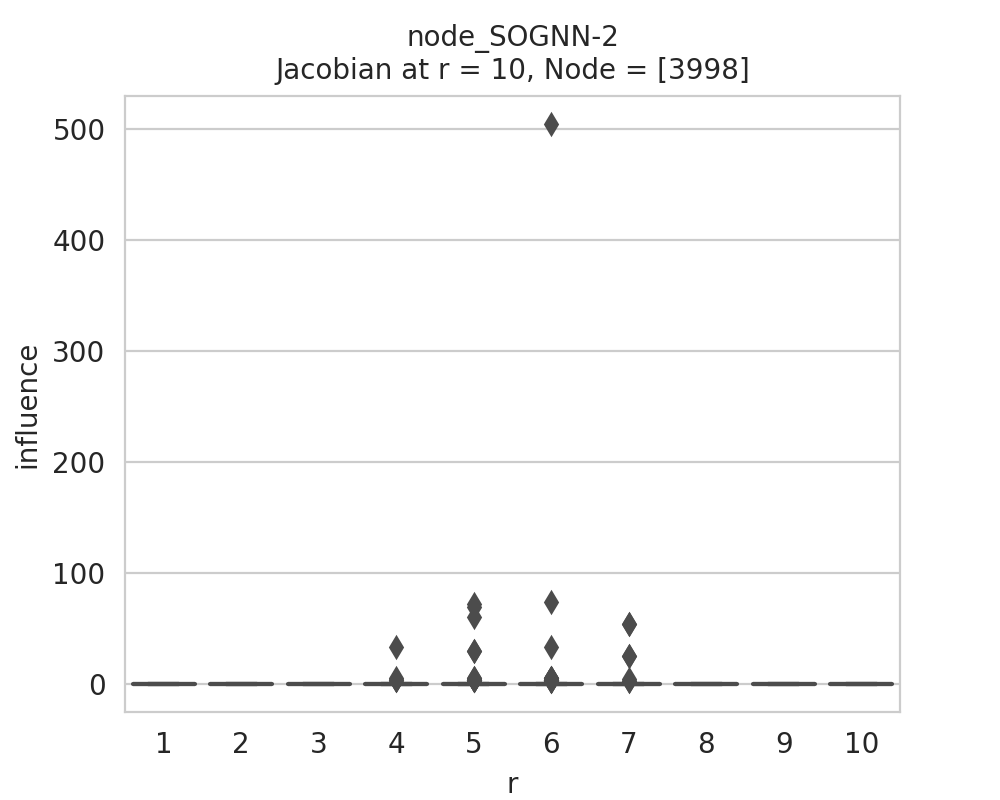 node_SOGNN-2
Jacobian at r = 10, Node = [3998]
500
400
300
200
100
0
influence
1 2 3 4 5 6 7 8 9 10
r